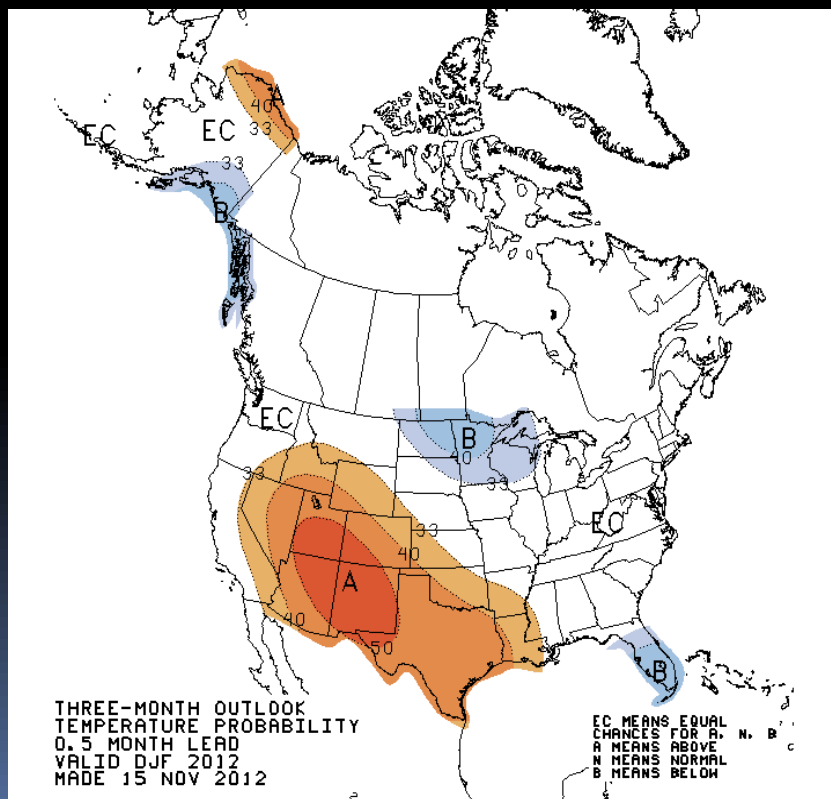 A
40
33
EC
EC
33
B
EC
B
40
33
33
33
EC
40
A
40
50
B
THREE-MONTH OUTLOOK
TEMPERATURE PROBABILITY
0.5 MONTH LEAD
VALID DJF 2012
MADE 15 NOV 2012
EC MEANS EQUAL
CHANCES FOR A, N, B
A MEANS ABOVE
N MEANS NORMAL
B MEANS BELOW